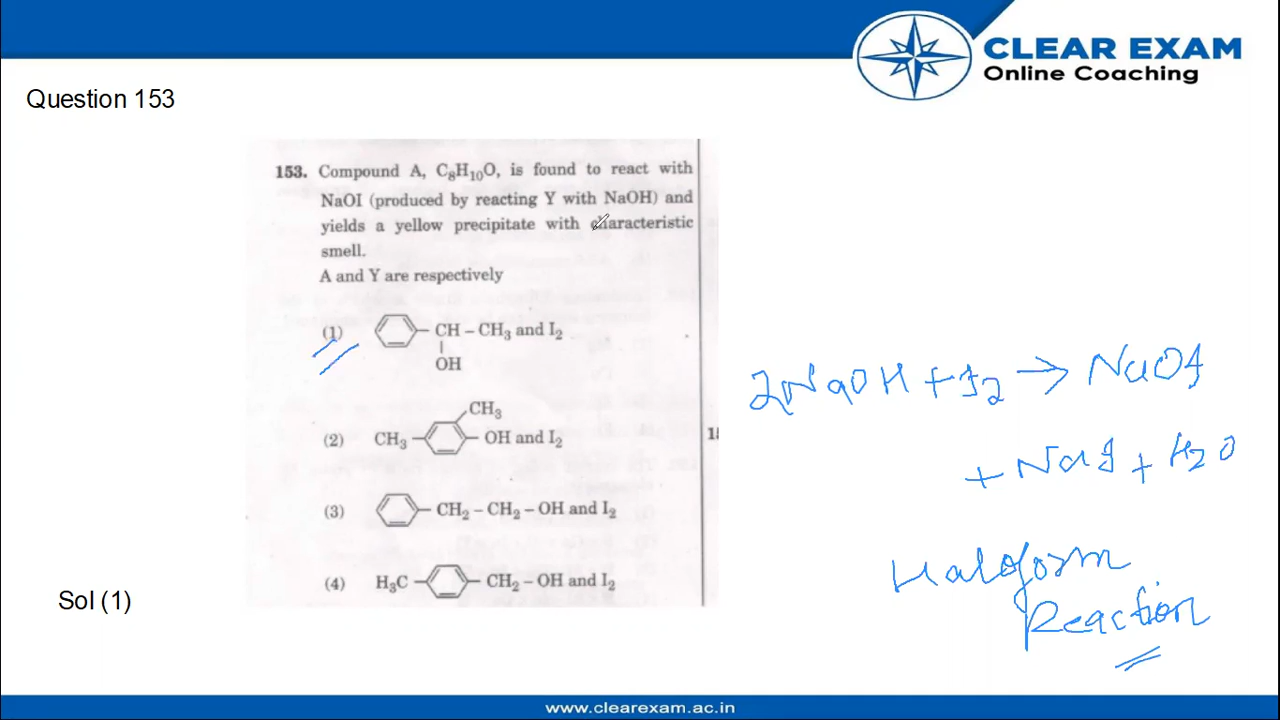 CLEAR EXAM
Online Coaching
Question 153
153. Compound A, C₈H₁₀O, is found to react with
NaOI (produced by reacting Y with NaOH) and
yields a yellow precipitate with characteristic
smell.
A and Y are respectively
(1) CH – CH₃ and I₂
OH
CH₃
(2) CH₃ OH and I₂
(3) CH₂ – CH₂ – OH and I₂
(4) H₃C CH₂ – OH and I₂
15
2NaOH + I₂ → NaOI
+ NaI + H₂O
Haloform
Reaction
Sol (1)
www.clearexam.ac.in